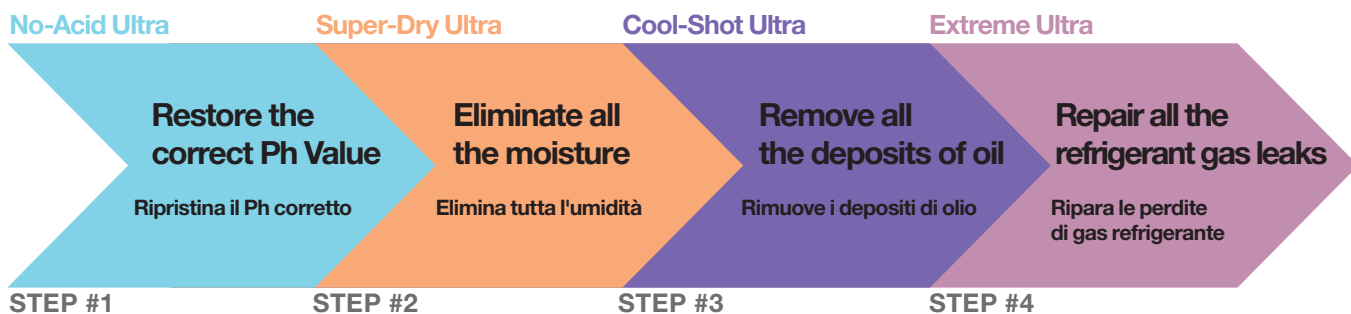 No-Acid Ultra
Super-Dry Ultra
Cool-Shot Ultra
Extreme Ultra
Restore the
correct Ph Value
Ripristina il Ph corretto
Eliminate all
the moisture
Elimina tutta l'umidità
Remove all
the deposits of oil
Rimuove i depositi di olio
Repair all the
refrigerant gas leaks
Ripara le perdite
di gas refrigerante
STEP #1
STEP #2
STEP #3
STEP #4